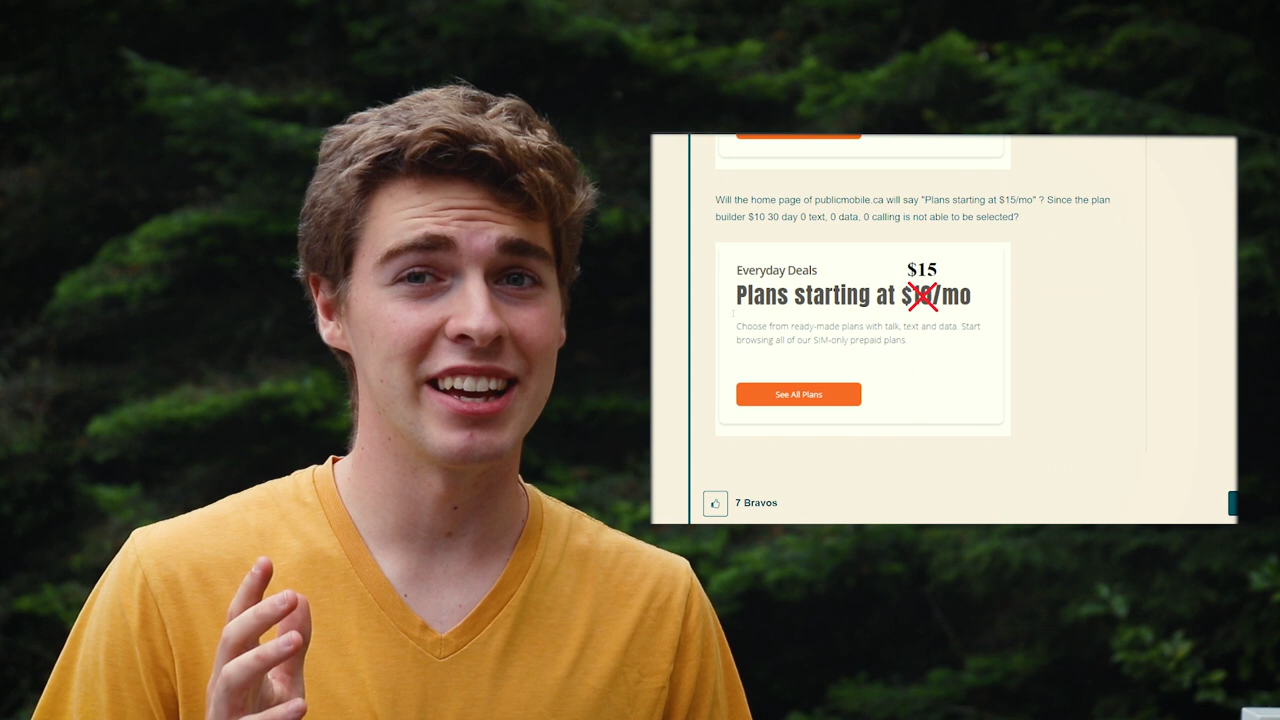 Will the home page of publicmobile.ca will say "Plans starting at $15/mo" ? Since the plan
builder $10 30 day 0 text, 0 data, 0 calling is not able to be selected?
Everyday Deals
$15
Plans starting at $10/mo
Choose from ready-made plans with talk, text and data. Start
browsing all of our SIM-only prepaid plans.
See All Plans
7 Bravos